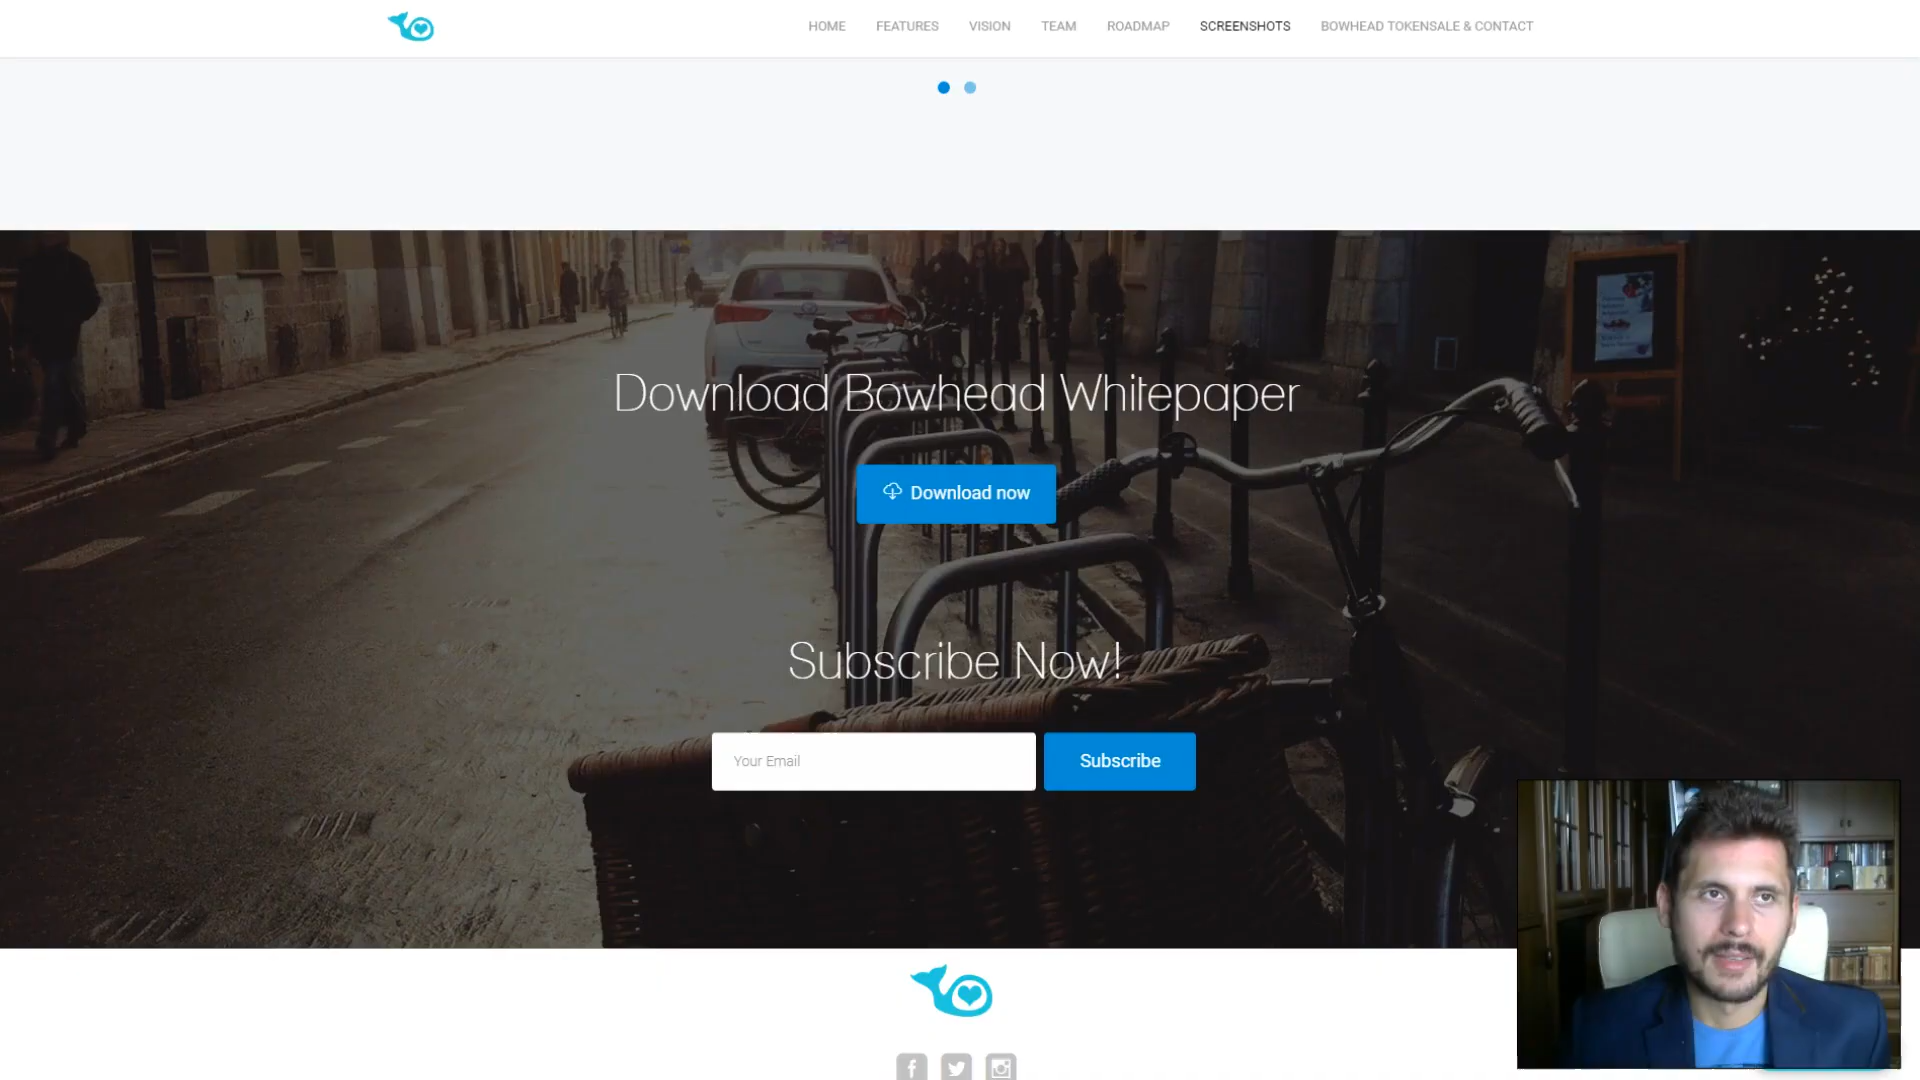 HOME FEATURES VISION TEAM ROADMAP SCREENSHOTS BOWHEAD TOKENSALE & CONTACT
Download Bowhead Whitepaper
Download now
Subscribe Now!
Your Email
Subscribe